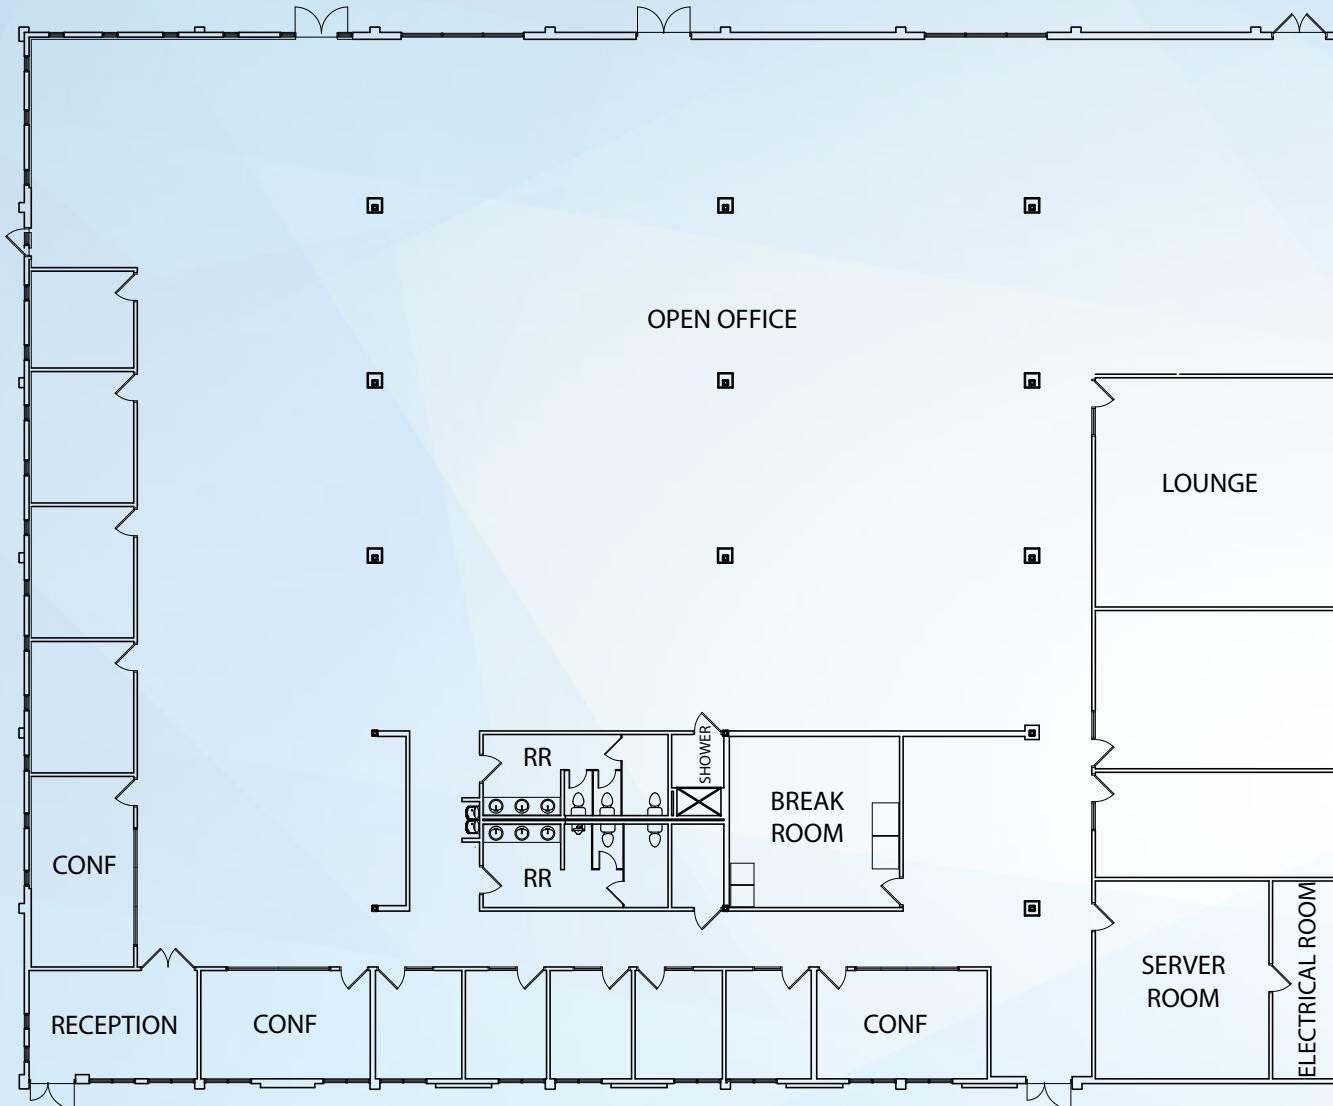 OPEN OFFICE
LOUNGE
RR
SHOWER
BREAK
ROOM
CONF
RR
ELECTRICAL ROOM
SERVER
ROOM
RECEPTION
CONF
CONF